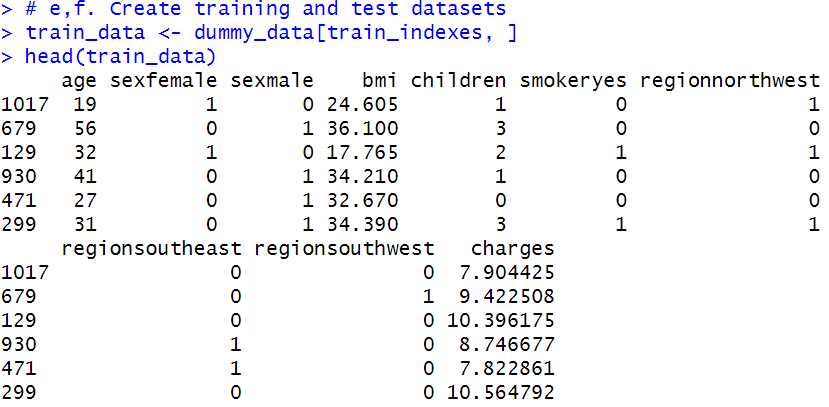 > # e,f. Create training and test datasets
> train_data <- dummy_data[train_indexes, ]
> head(train_data)
     age sexfemale sexmale    bmi children smokeryes regionnorthwest
1017  19         1       0 24.605        1         0               1
679   56         0       1 36.100        3         0               0
129   32         1       0 17.765        2         1               1
930   41         0       1 34.210        1         0               0
471   27         0       1 32.670        0         0               0
299   31         0       1 34.390        3         1               1
     regionsoutheast regionsouthwest   charges
1017               0               0  7.904425
679                0               1  9.422508
129                0               0 10.396175
930                1               0  8.746677
471                1               0  7.822861
299                0               0 10.564792